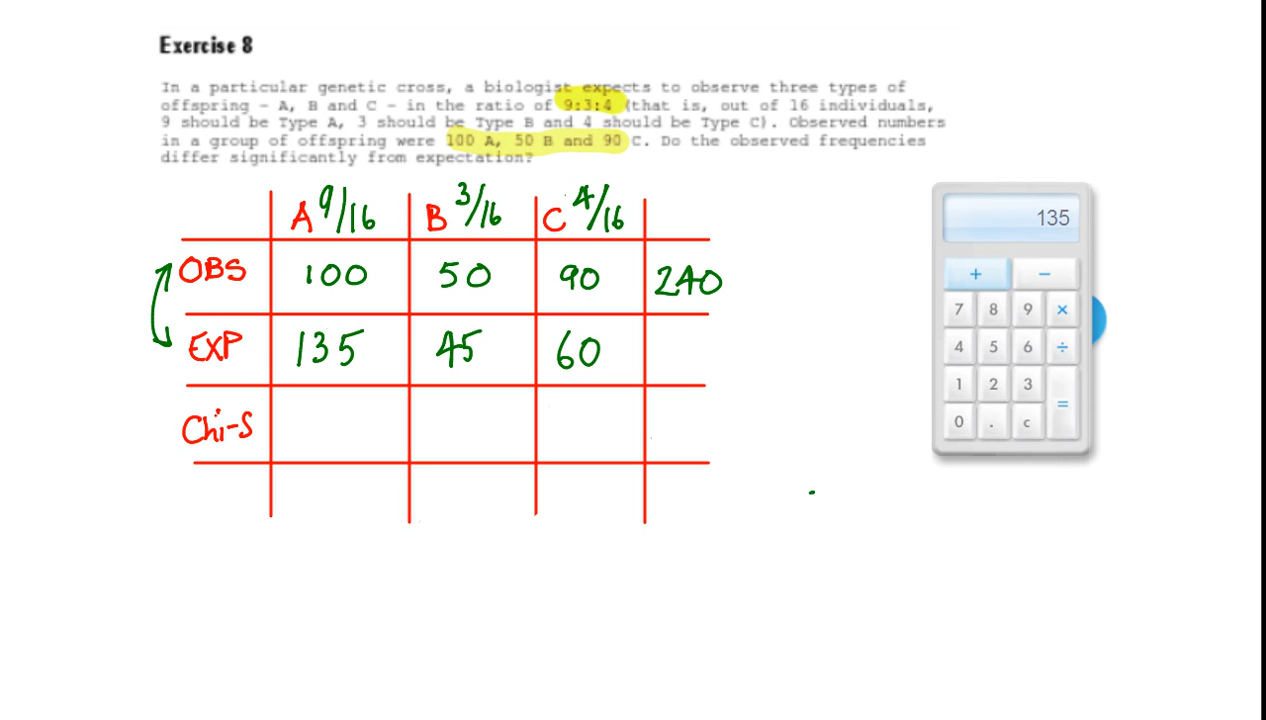 Exercise 8
In a particular genetic cross, a biologist expects to observe three types of
offspring - A, B and C - in the ratio of 9:3:4 (that is, out of 16 individuals,
9 should be Type A, 3 should be Type B and 4 should be Type C). Observed numbers
in a group of offspring were 100 A, 50 B and 90 C. Do the observed frequencies
differ significantly from expectation?
A 9/16 B 3/16 C 4/16
OBS 100 50 90 240
EXP 135 45 60
Chi-S
135
+ -
7 8 9 ×
4 5 6 ÷
1 2 3
0 . c =